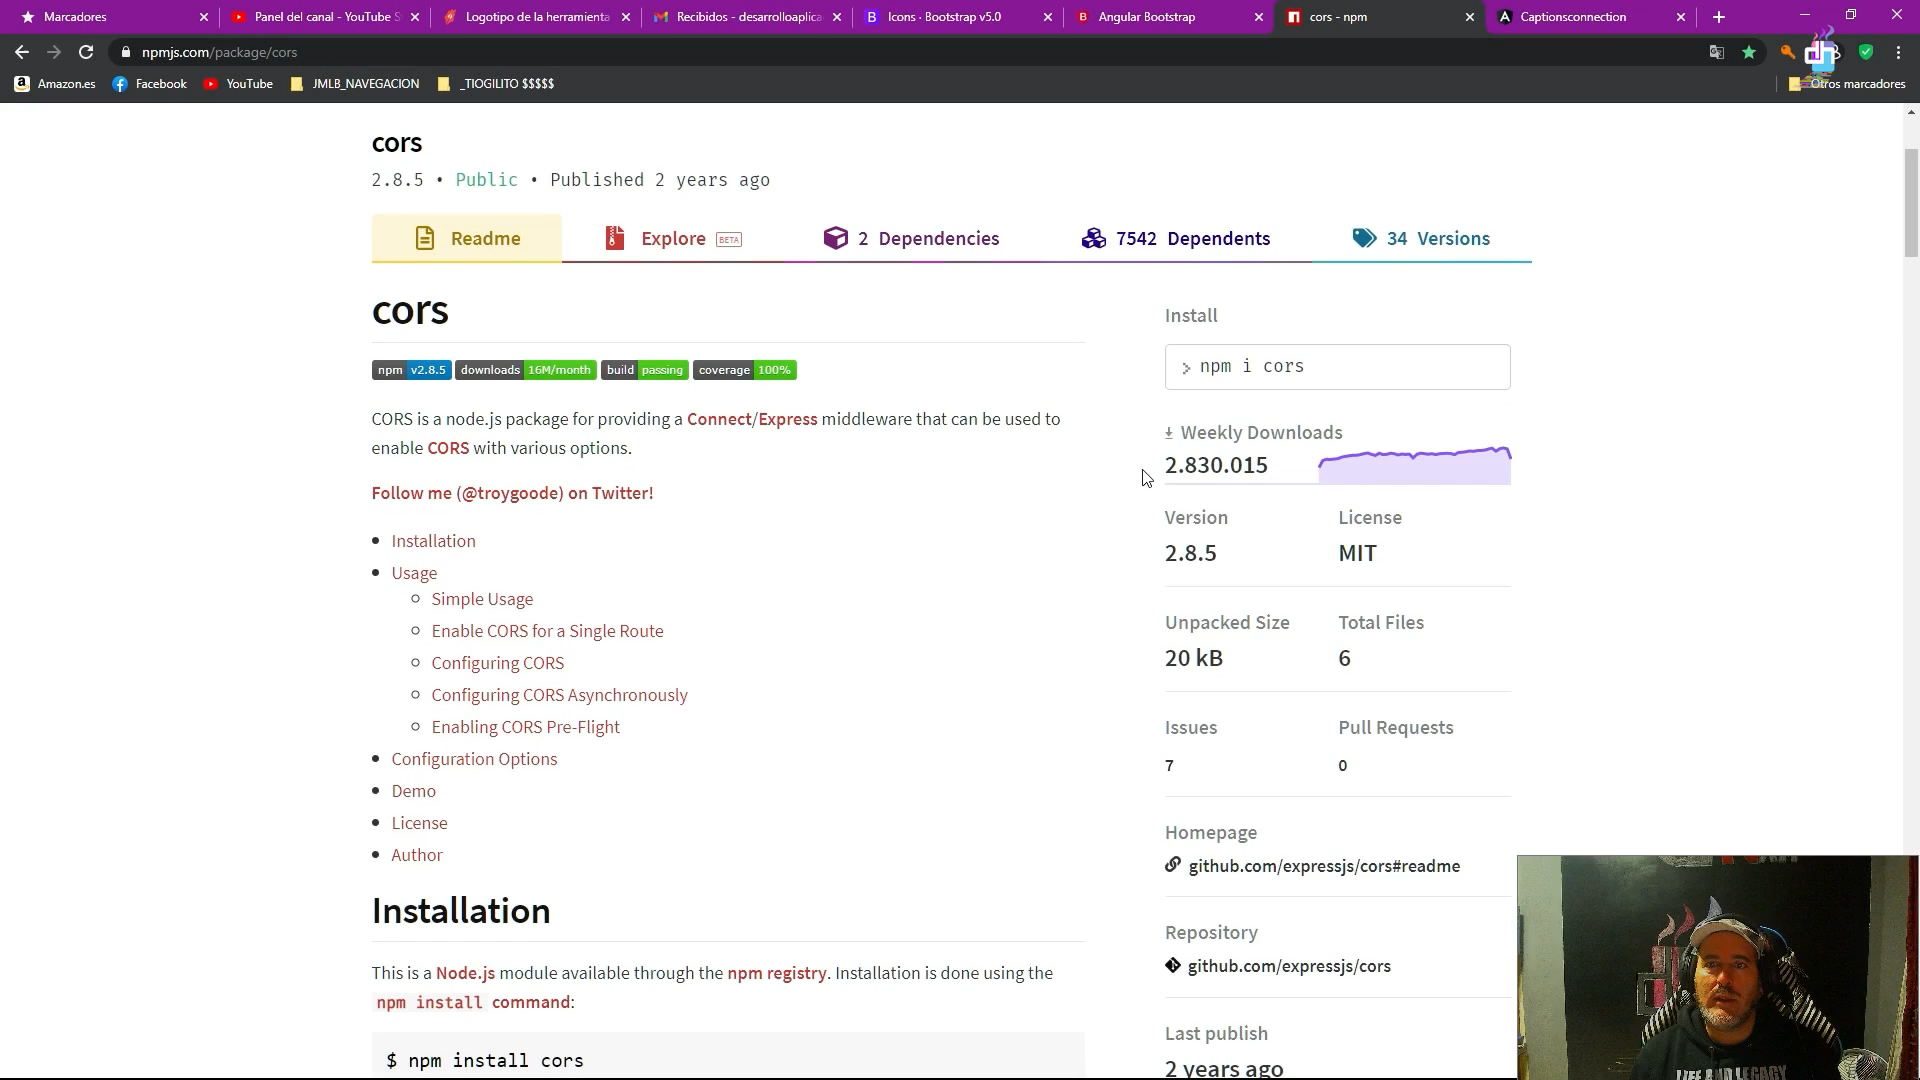 Marcadores
Panel del canal - YouTube S
Logotipo de la herramienta
Recibidos - desarrolloaplica
Icons · Bootstrap v5.0
Angular Bootstrap
cors - npm
Captionsconnection
npmjs.com/package/cors
Amazon.es
Facebook
YouTube
JMLB_NAVEGACION
_TIOGILITO $$$$$
Otros marcadores
cors
2.8.5 • Public • Published 2 years ago
Readme
Explore BETA
2 Dependencies
7542 Dependents
34 Versions
cors
npm v2.8.5 downloads 16M/month build passing coverage 100%
CORS is a node.js package for providing a Connect/Express middleware that can be used to
enable CORS with various options.
Follow me (@troygoode) on Twitter!
Installation
Usage
Simple Usage
Enable CORS for a Single Route
Configuring CORS
Configuring CORS Asynchronously
Enabling CORS Pre-Flight
Configuration Options
Demo
License
Author
Installation
This is a Node.js module available through the npm registry. Installation is done using the
npm install command:
$ npm install cors
Install
npm i cors
Weekly Downloads
2.830.015
Version License
2.8.5 MIT
Unpacked Size Total Files
20 kB 6
Issues Pull Requests
7 0
Homepage
github.com/expressjs/cors#readme
Repository
github.com/expressjs/cors
Last publish
2 years ago
LIFE AND LEGACY